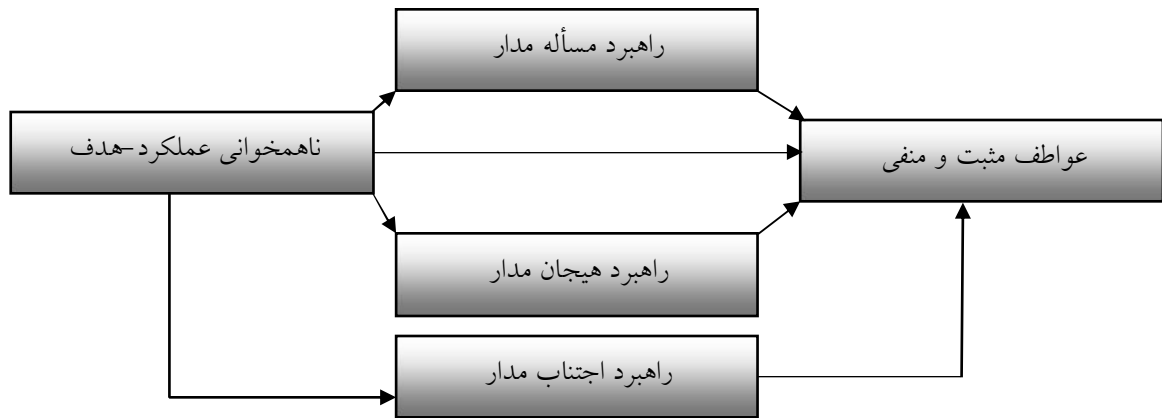 راهبرد مسأله مدار
ناهمخوانی عملکرد-هدف
عواطف مثبت و منفی
راهبرد هیجان مدار
راهبرد اجتناب مدار